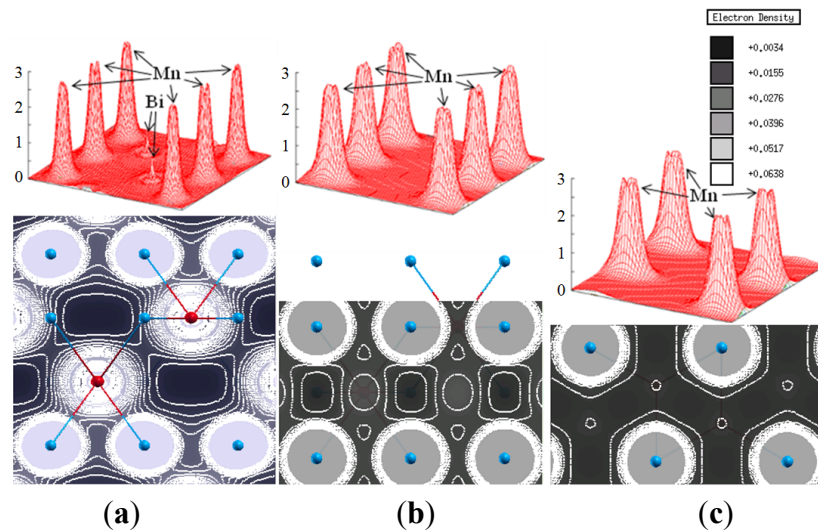 Electron Density
+0.0034
+0.0155
+0.0276
+0.0396
+0.0517
+0.0638
3
2
1
0
Mn
Bi
3
2
1
0
Mn
3
2
1
0
Mn
(a)
(b)
(c)